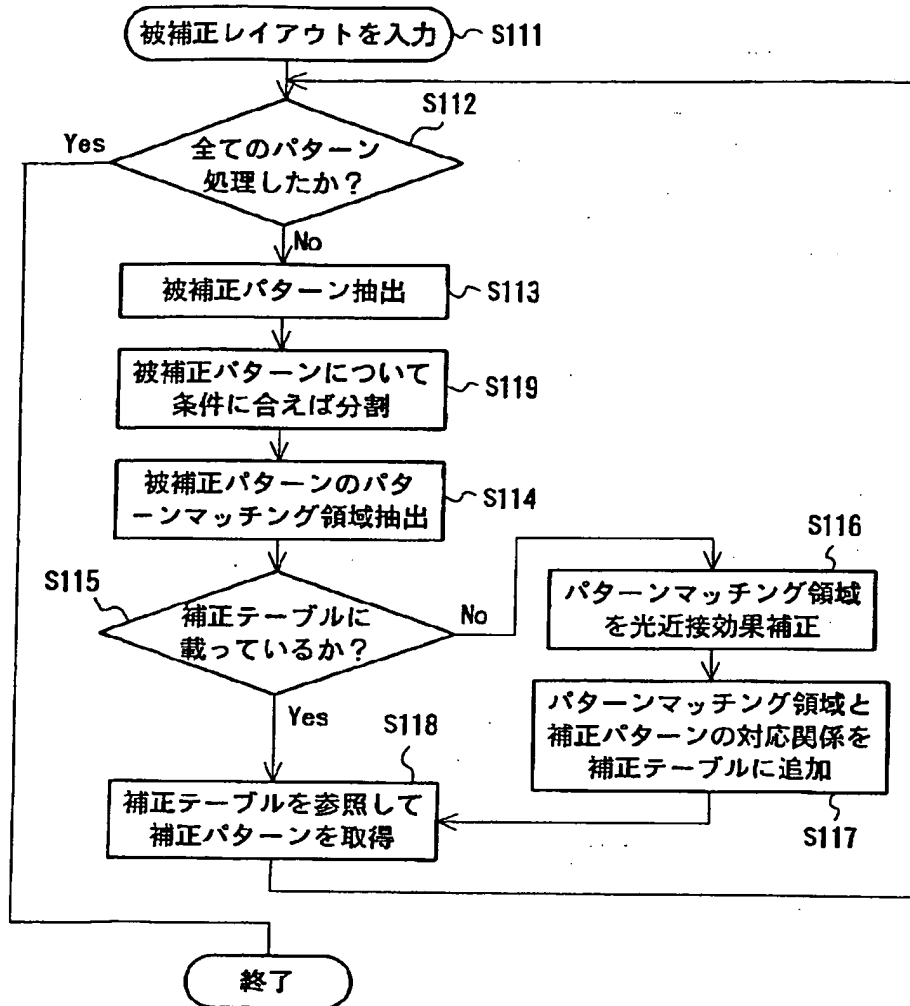 被補正レイアウトを入力
S111
S112
Yes
全てのパターン
処理したか？
No
被補正パターン抽出
S113
被補正パターンについて
条件に合えば分割
S119
被補正パターンのパタ
ーンマッチング領域抽出
S114
S115
補正テーブルに
載っているか？
No
S116
パターンマッチング領域
を光近接効果補正
Yes
パターンマッチング領域と
補正パターンの対応関係を
補正テーブルに追加
S117
S118
補正テーブルを参照して
補正パターンを取得
終了